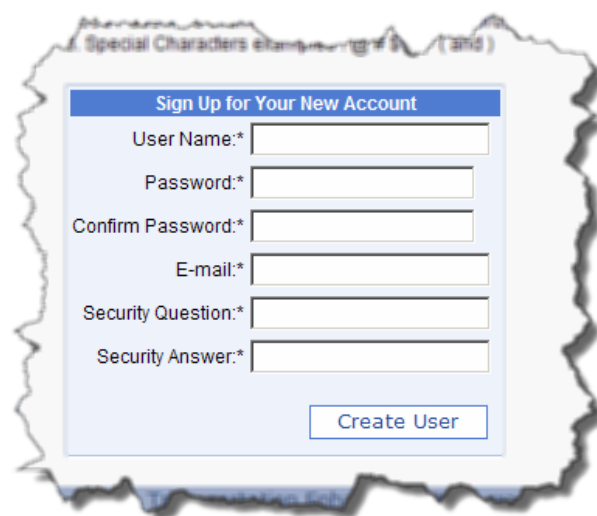 Special Characters
Sign Up for Your New Account
User Name:*
Password:*
Confirm Password:*
E-mail:*
Security Question:*
Security Answer:*
Create User